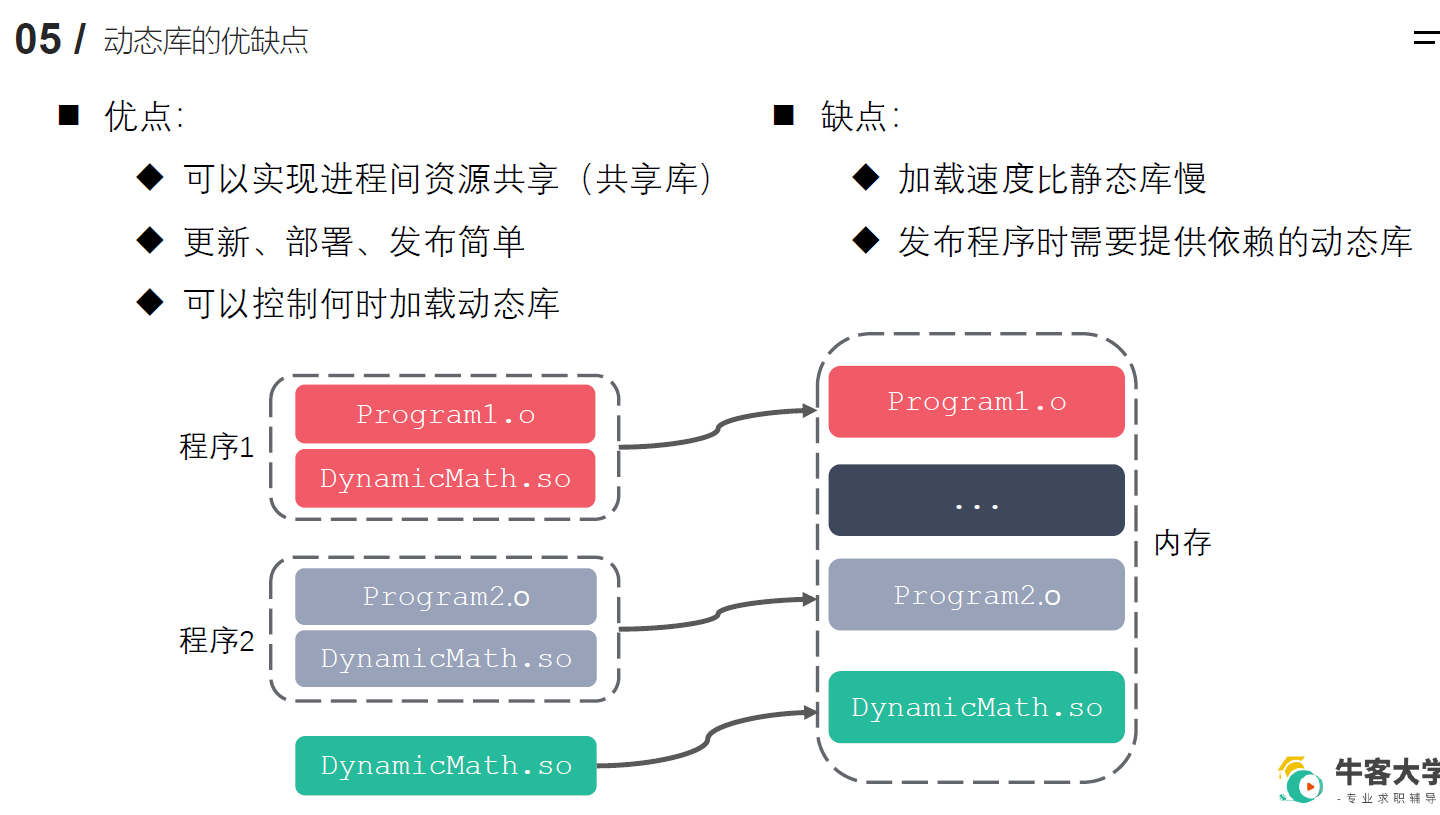 05 / 动态库的优缺点
优点：
可以实现进程间资源共享（共享库）
更新、部署、发布简单
可以控制何时加载动态库
缺点：
加载速度比静态库慢
发布程序时需要提供依赖的动态库
程序1
Program1.o
DynamicMath.so
程序2
Program2.o
DynamicMath.so
DynamicMath.so
Program1.o
...
Program2.o
DynamicMath.so
内存
牛客大学
-专业求职辅导